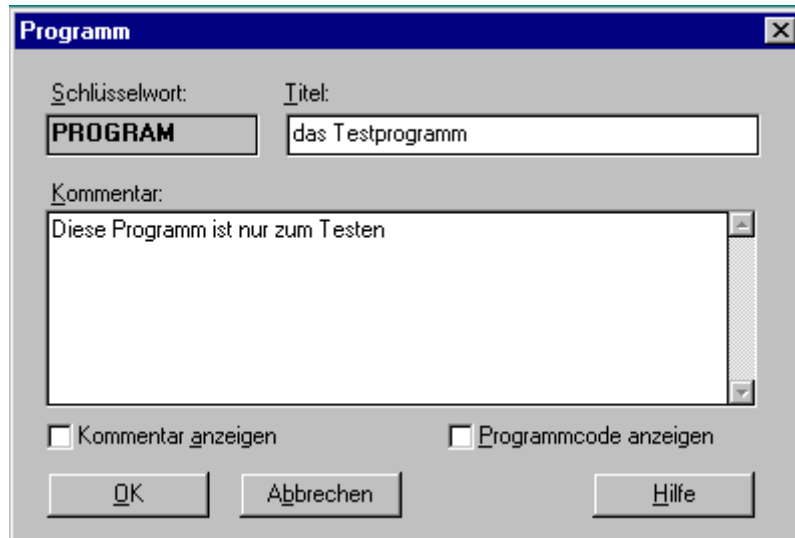 Programm
Schlüsselwort: Titel:
PROGRAM das Testprogramm
Kommentar:
Diese Programm ist nur zum Testen
Kommentar anzeigen Programmcode anzeigen
OK Abbrechen Hilfe